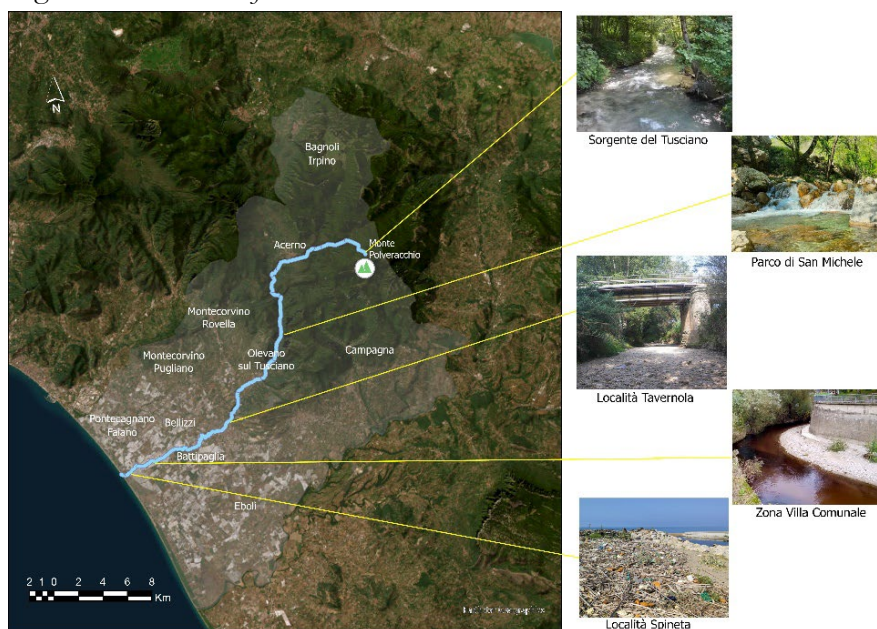 N
Bagnoli
Irpino
Acerno
Monte
Polveracchio
Montecorvino
Rovella
Montecorvino
Pugliano
Olevano
sul Tusciano
Campagna
Pontecagnano
Faiano
Bellizzi
Battipaglia
Eboli
2 1 0 2 4 6 8
Km
Sorgente del Tusciano
Parco di San Michele
Località Tavernola
Zona Villa Comunale
Località Spineta